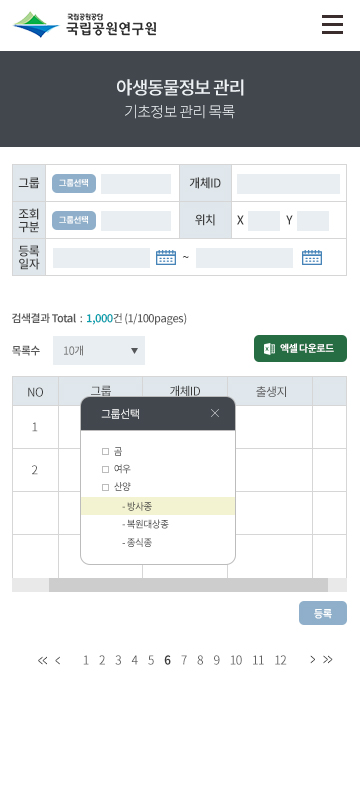 국립공원공단
국립공원연구원
야생동물정보 관리
기초정보 관리 목록
그룹 그룹선택 개체ID
조회구분 그룹선택 위치 X Y
등록일자 ~
검색결과 Total : 1,000건 (1/100pages)
목록수 10개 엑셀 다운로드
NO 그룹 개체ID 출생지
그룹선택
1
곰
여우
2
산양
- 방사종
- 복원대상종
- 종식종
등록
« < 1 2 3 4 5 6 7 8 9 10 11 12 > »